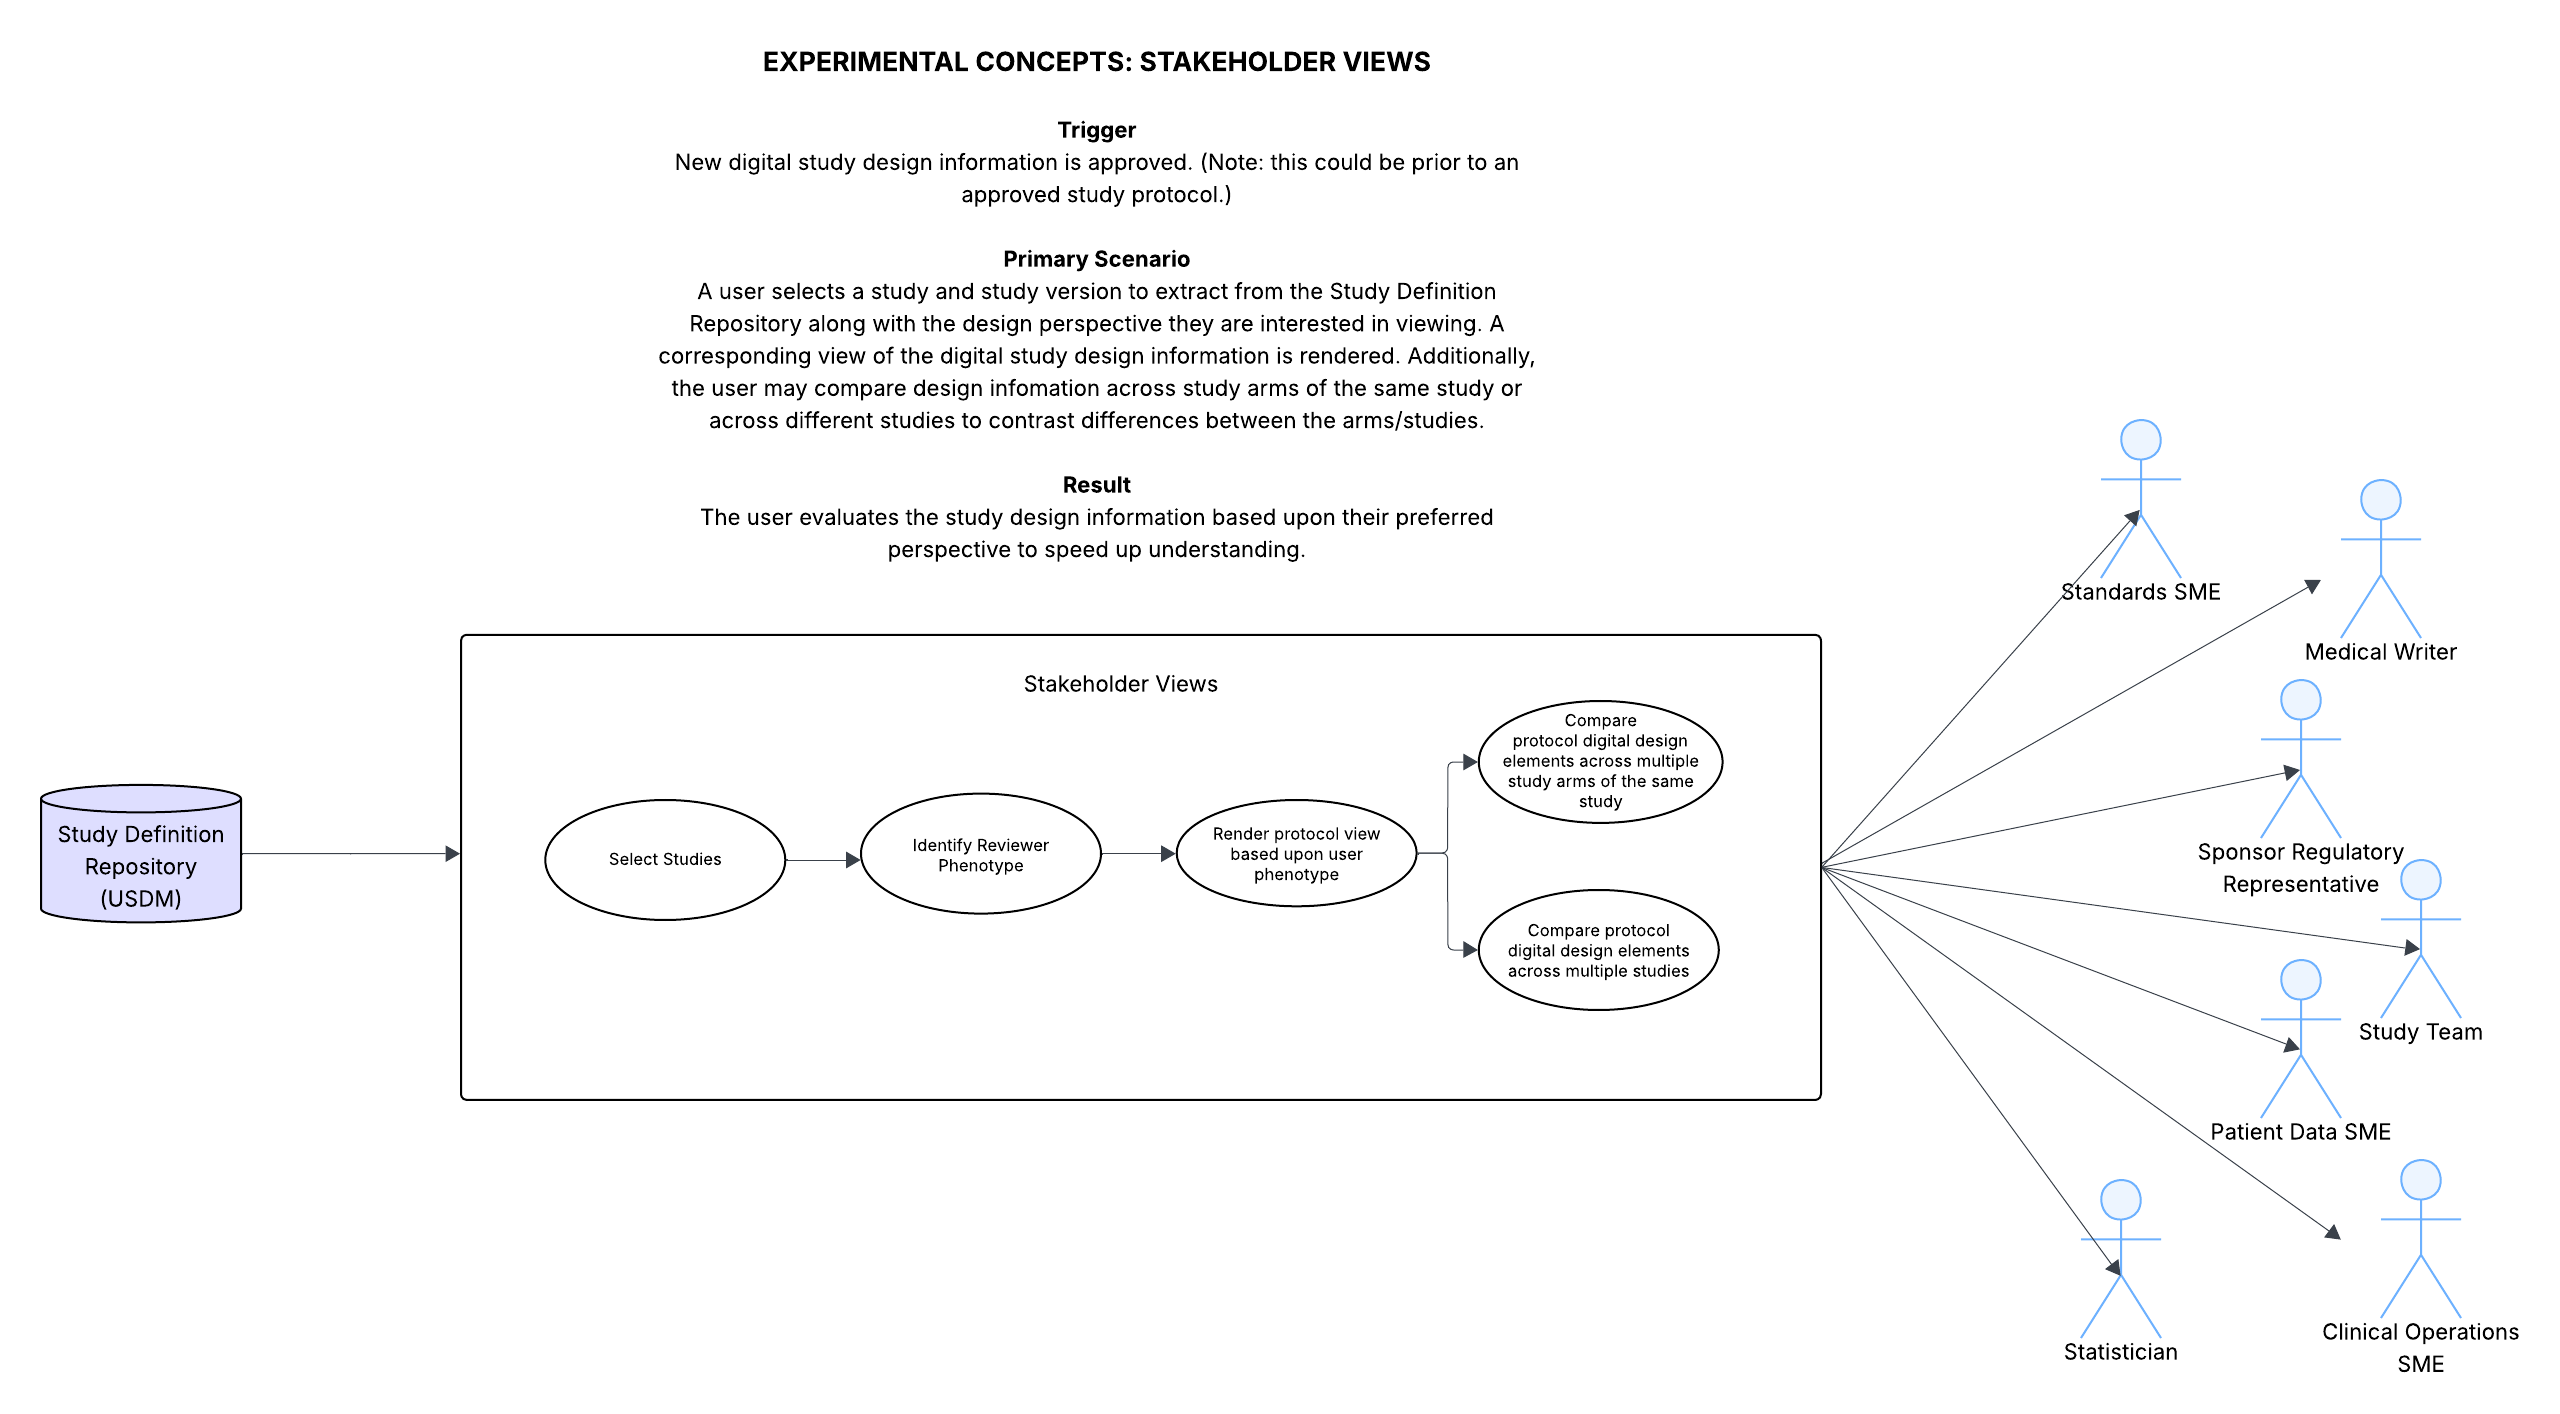 EXPERIMENTAL CONCEPTS: STAKEHOLDER VIEWS
Trigger
New digital study design information is approved. (Note: this could be prior to an
approved study protocol.)
Primary Scenario
A user selects a study and study version to extract from the Study Definition
Repository along with the design perspective they are interested in viewing. A
corresponding view of the digital study design information is rendered. Additionally,
the user may compare design infomation across study arms of the same study or
across different studies to contrast differences between the arms/studies.
Result
The user evaluates the study design information based upon their preferred
perspective to speed up understanding.
Study Definition
Repository
(USDM)
Stakeholder Views
Select Studies
Identify Reviewer
Phenotype
Render protocol view
based upon user
phenotype
Compare
protocol digital design
elements across multiple
study arms of the same
study
Compare protocol
digital design elements
across multiple studies
Standards SME
Medical Writer
Sponsor Regulatory
Representative
Study Team
Patient Data SME
Clinical Operations
SME
Statistician